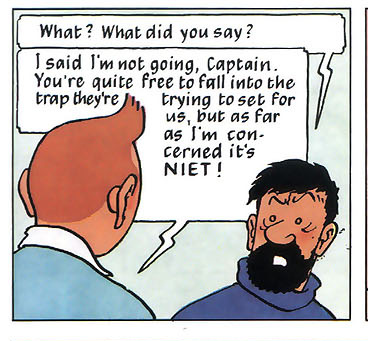 What? What did you say?
I said I'm not going, Captain.
You're quite free to fall into the
trap they're trying to set for
us, but as far
as I'm con-
cerned it's
NIET!